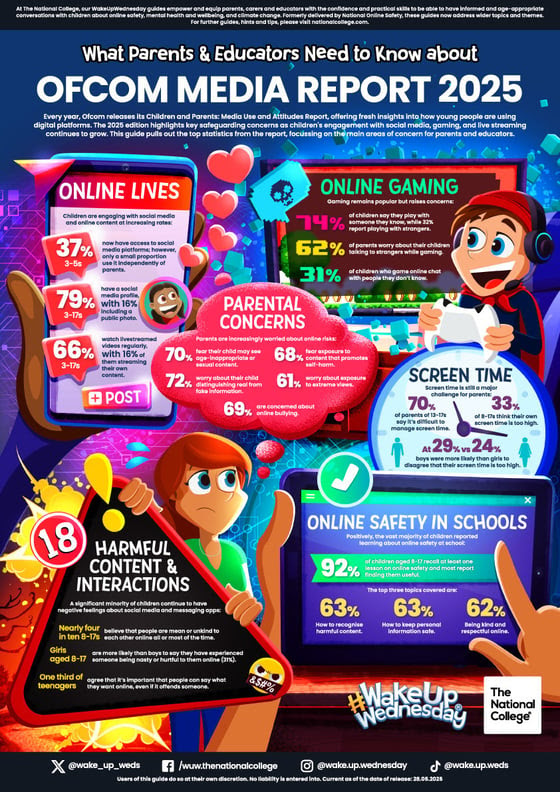 At The National College, our WakeUpWednesday guides empower and equip parents, carers and educators with the confidence and practical skills to be able to have informed and age-appropriate
conversations with children about online safety, mental health and wellbeing, and climate change. Formerly delivered by National Online Safety, these guides now address wider topics and themes.
For further guides, hints and tips, please visit nationalcollege.com.
What Parents & Educators Need to Know about
OFCOM MEDIA REPORT 2025
Every year, Ofcom releases its Children and Parents: Media Use and Attitudes Report, offering fresh insights into how young people are using
digital platforms. The 2025 edition highlights key safeguarding concerns as children's engagement with social media, gaming, and live streaming
continues to grow. This guide pulls out the top statistics from the report, focussing on the main areas of concern for parents and educators.
ONLINE LIVES
Children are engaging with social media
and online content at increasing rates:
37%
3-5s
now have access to social
media platforms; however,
only a small proportion
use it independently of
parents.
79%
3-17s
have a social
media profile,
with 16%
including a
public photo.
66%
3-17s
watch livestreamed
videos regularly,
with 16% of
them streaming
their own
content.
+ POST
ONLINE GAMING
Gaming remains popular but raises concerns:
74%
of children say they play with
someone they know, while 32%
report playing with strangers.
62%
of parents worry about their children
talking to strangers while gaming.
31%
of children who game online chat
with people they don't know.
PARENTAL
CONCERNS
Parents are increasingly worried about online risks:
70%
fear their child may see
age-inappropriate or
sexual content.
68%
fear exposure to
content that promotes
self-harm.
72%
worry about their child
distinguishing real from
fake information.
61%
worry about exposure
to extreme views.
69%
are concerned about
online bullying.
SCREEN TIME
Screen time is still a major
challenge for parents:
70%
of parents of 13-17s
say it's difficult to
manage screen time.
33%
of 8-17s think their own
screen time is too high.
At 29% vs 24%
boys were more likely than girls to
disagree that their screen time is too high.
18
HARMFUL
CONTENT &
INTERACTIONS
A significant minority of children continue to have
negative feelings about social media and messaging apps:
Nearly four
in ten 8-17s
believe that people are mean or unkind to
each other online all or most of the time.
Girls
aged 8-17
are more likely than boys to say they have experienced
someone being nasty or hurtful to them online (31%).
One third of
teenagers
agree that it's important that people can say what
they want online, even if it offends someone.
&$#%
ONLINE SAFETY IN SCHOOLS
Positively, the vast majority of children reported
learning about online safety at school:
92%
of children aged 8-17 recall at least one
lesson on online safety and most report
finding them useful.
The top three topics covered are:
63%
How to recognise
harmful content.
63%
How to keep personal
information safe.
62%
Being kind and
respectful online.
#WakeUp
Wednesday®
The
National
College®
@wake_up_weds
/www.thenationalcollege
@wake.up.wednesday
@wake.up.weds
Users of this guide do so at their own discretion. No liability is entered into. Current as of the date of release: 28.05.2025